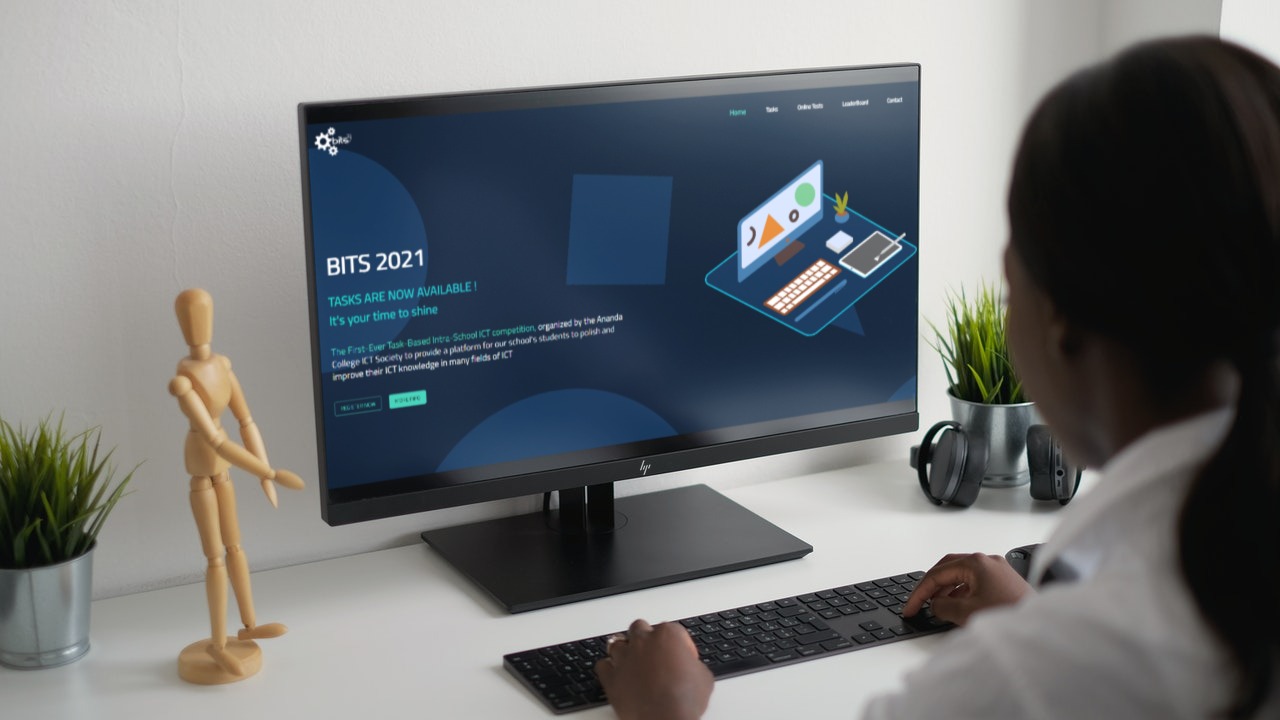 bits
Home Tasks Online Tests LeaderBoard Contact
BITS 2021
TASKS ARE NOW AVAILABLE !
It's your time to shine
The First-Ever Task-Based Intra-School ICT competition, organized by the Ananda
College ICT Society to provide a platform for our school's students to polish and
improve their ICT knowledge in many fields of ICT
hp